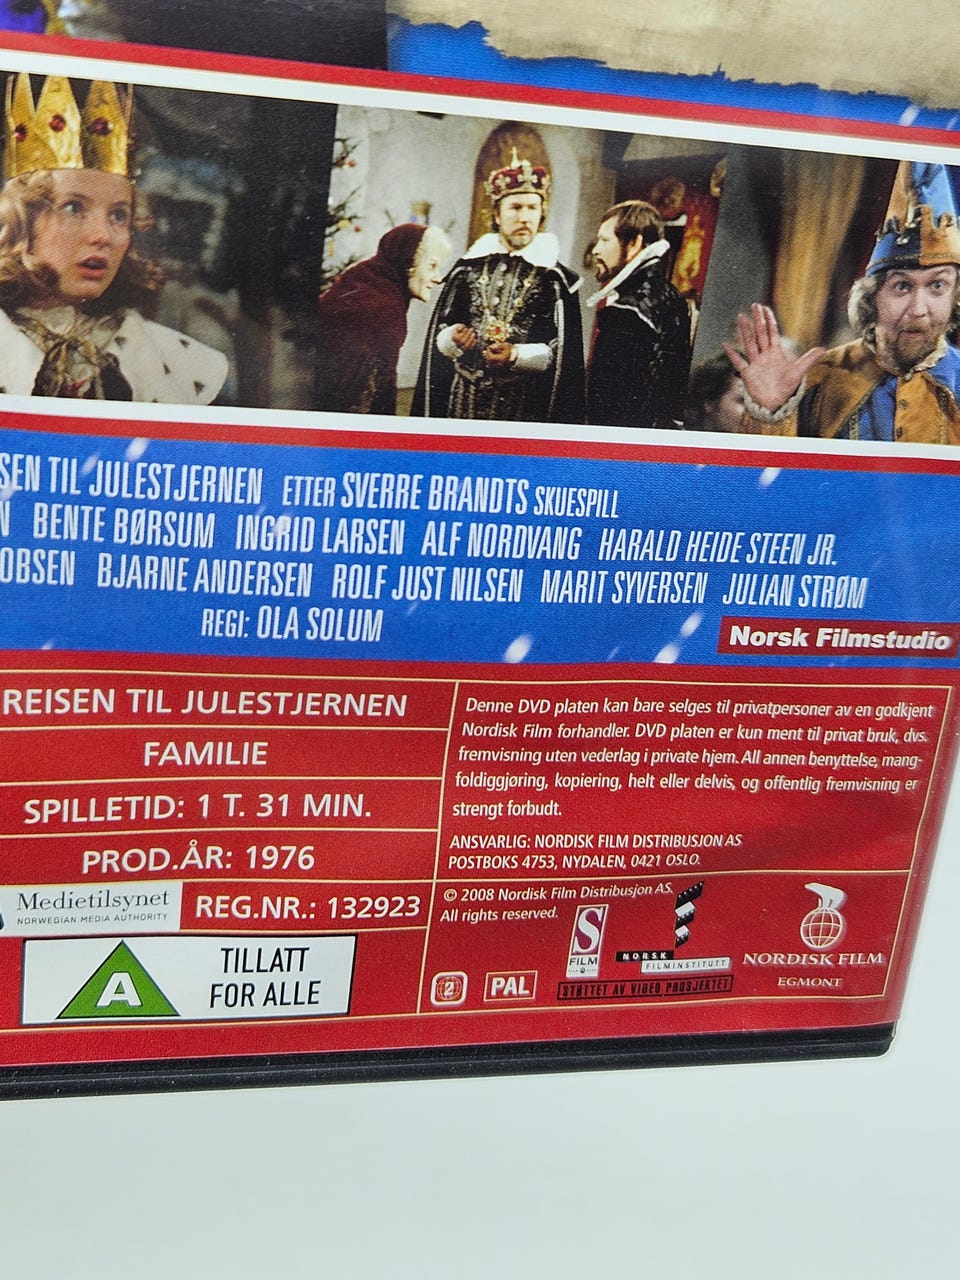 SEN TIL JULESTJERNEN ETTER SVERRE BRANDTS SKUESPILL
N BENTE BØRSUM INGRID LARSEN ALF NORDVANG HARALD HEIDE STEEN JR.
OBSEN BJARNE ANDERSEN ROLF JUST NILSEN MARIT SYVERSEN JULIAN STRØM
REGI: OLA SOLUM
Norsk Filmstudio
REISEN TIL JULESTJERNEN
FAMILIE
SPILLETID: 1 T. 31 MIN.
PROD.ÅR: 1976
Medietilsynet
NORWEGIAN MEDIA AUTHORITY
REG.NR.: 132923
A
TILLATT
FOR ALLE
Denne DVD platen kan bare selges til privatpersoner av en godkjent
Nordisk Film forhandler. DVD platen er kun ment til privat bruk, dvs.
fremvisning uten vederlag i private hjem. All annen benyttelse, mang-
foldiggjøring, kopiering, helt eller delvis, og offentlig fremvisning er
strengt forbudt.
ANSVARLIG: NORDISK FILM DISTRIBUSJON AS
POSTBOKS 4753, NYDALEN, 0421 OSLO.
© 2008 Nordisk Film Distribusjon AS.
All rights reserved.
2
PAL
S
FILM
NORSK
FILMINSTITUTT
STØTTET AV VIDEO PROSJEKTET
NORDISK FILM
EGMONT